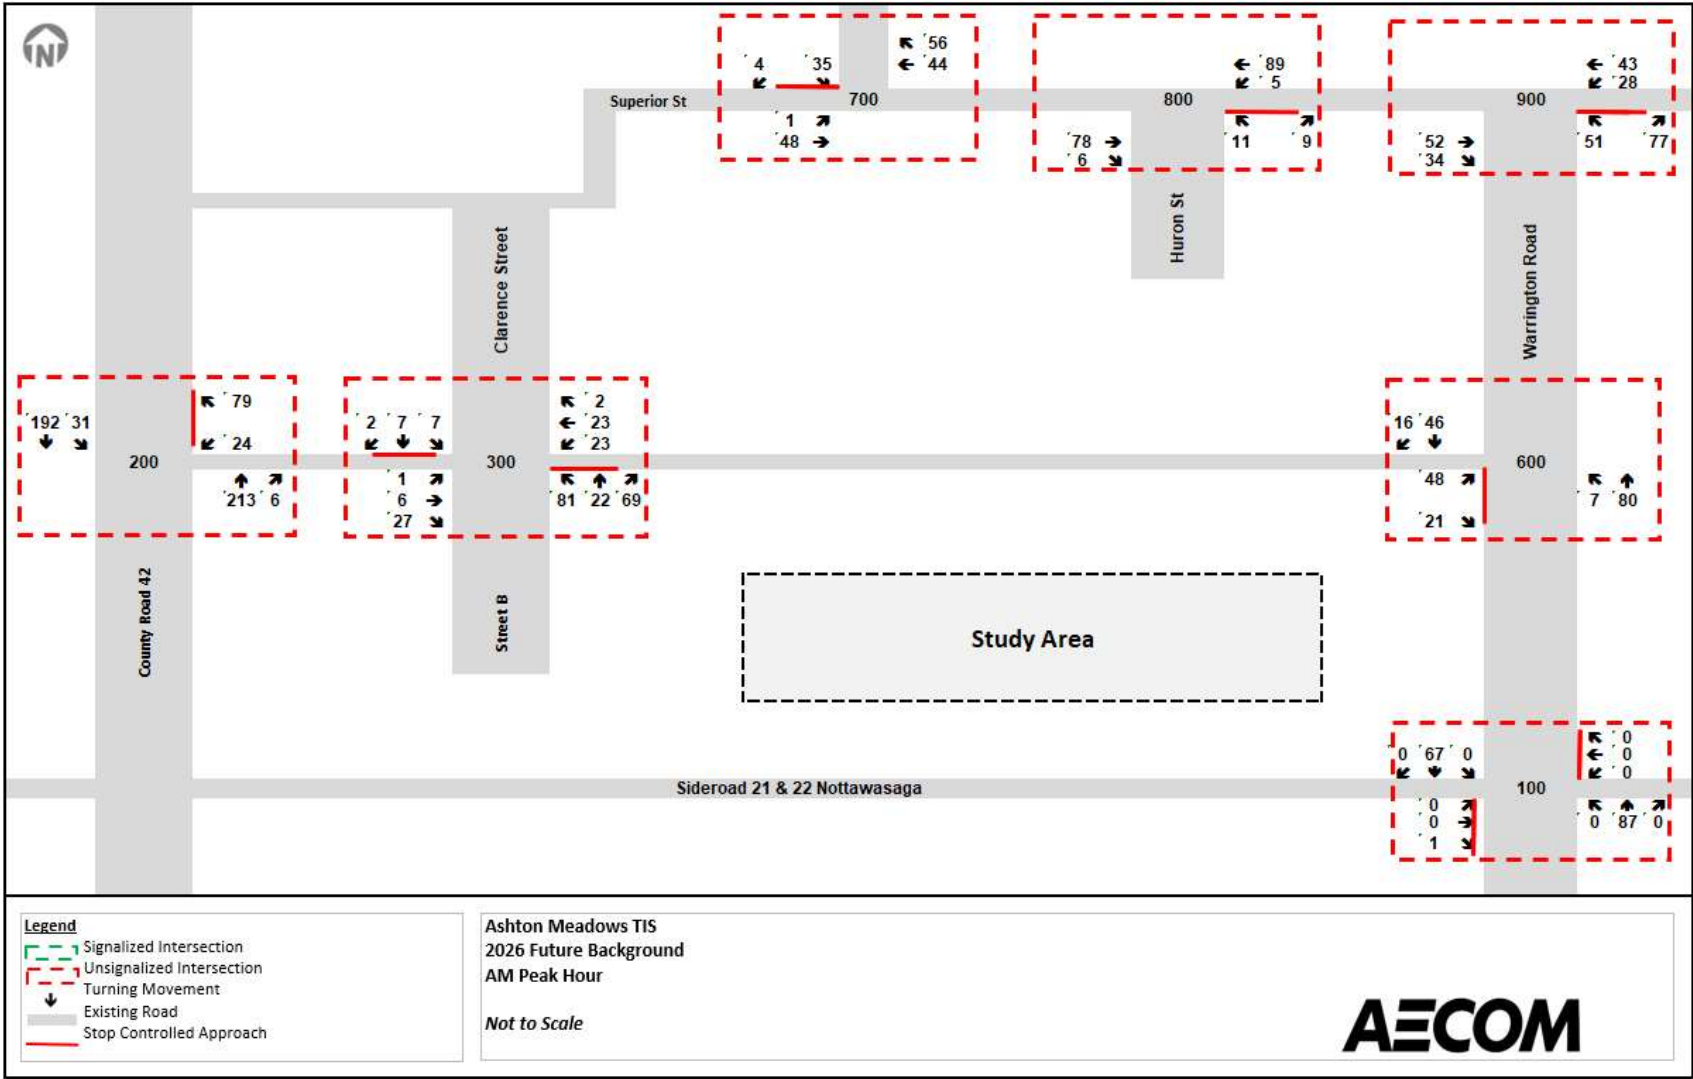 N
4 35
56
44
Superior St
700
1
48
89
5
800
78
6
11 9
43
28
900
52
34
51 77
Clarence Street
Huron St
Warrington Road
192 31
79
24
200
213 6
2 7 7
2
23
23
300
1
6
27
81 22 69
16 46
600
48
21
7 80
County Road 42
Street B
Study Area
Sideroad 21 & 22 Nottawasaga
0 67 0
0
0
0
100
0
0
1
0 87 0
Legend
Signalized Intersection
Unsignalized Intersection
Turning Movement
Existing Road
Stop Controlled Approach
Ashton Meadows TIS
2026 Future Background
AM Peak Hour
Not to Scale
AECOM